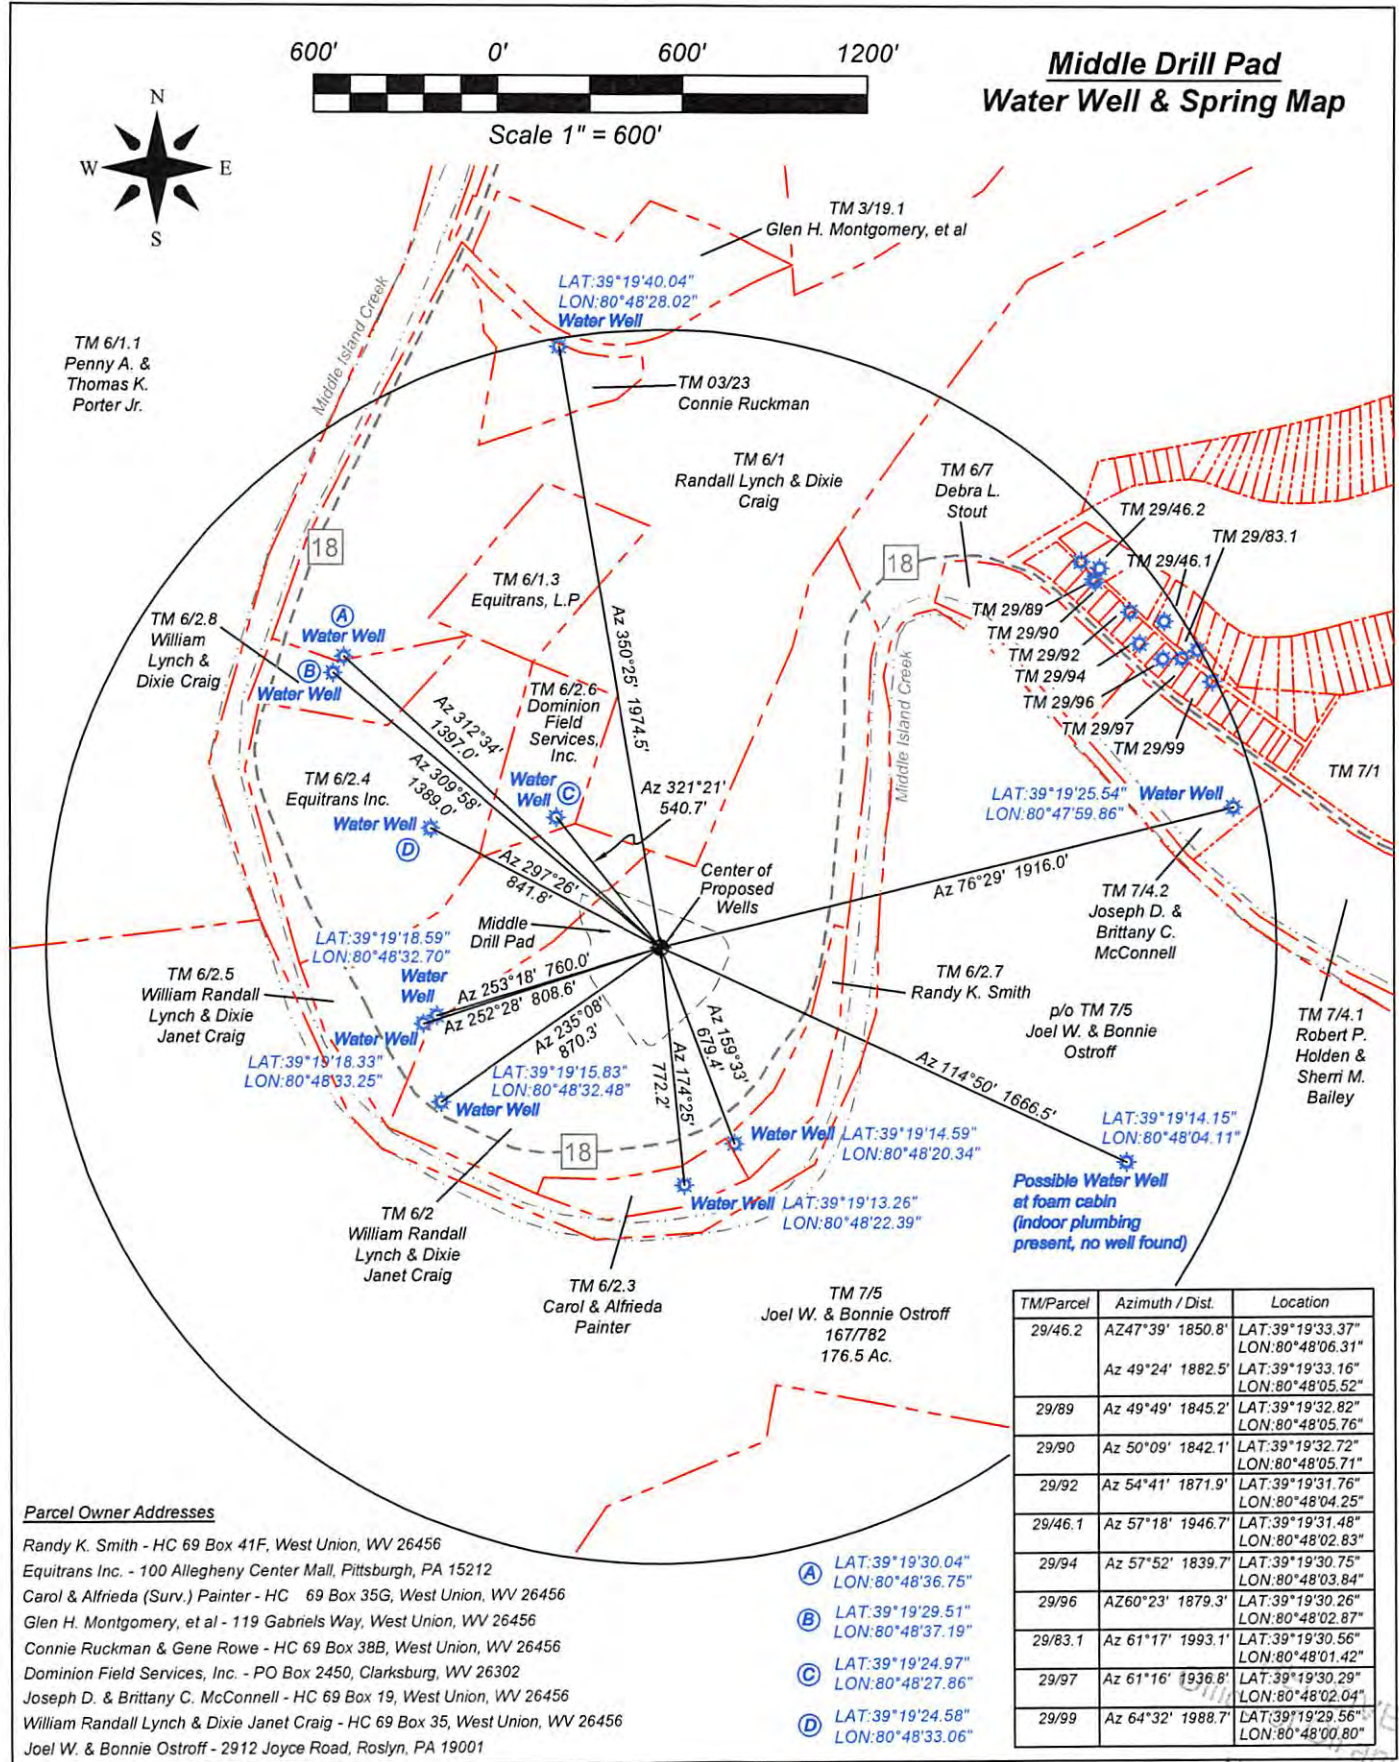 600' 0' 600' 1200'
Scale 1" = 600'
Middle Drill Pad
Water Well & Spring Map
N
W E
S
TM 3/19.1
Glen H. Montgomery, et al
LAT:39°19'40.04"
LON:80°48'28.02"
Water Well
Middle Island Creek
TM 6/1.1
Penny A. &
Thomas K.
Porter Jr.
TM 03/23
Connie Ruckman
TM 6/1
Randall Lynch & Dixie
Craig
TM 6/7
Debra L.
Stout
TM 29/46.2
TM 29/83.1
TM 29/46.1
18
18
TM 6/1.3
Equitrans, L.P
TM 29/89
TM 29/90
TM 29/92
TM 29/94
TM 29/96
TM 29/97
TM 29/99
TM 7/1
TM 6/2.8
William
Lynch &
Dixie Craig
A
Water Well
B
Water Well
Az 350°25' 1974.5'
Middle Island Creek
TM 6/2.6
Dominion
Field
Services,
Inc.
Az 312°34'
1397.0'
Az 309°58'
1389.0'
TM 6/2.4
Equitrans Inc.
Water Well
D
Water
Well
C
Az 321°21'
540.7'
LAT:39°19'25.54"
LON:80°47'59.86"
Water Well
Az 297°26'
841.8'
Center of
Proposed
Wells
Az 76°29' 1916.0'
TM 7/4.2
Joseph D. &
Brittany C.
McConnell
Middle
Drill Pad
LAT:39°19'18.59"
LON:80°48'32.70"
Water
Well
Az 253°18' 760.0'
Az 252°28' 808.6'
TM 6/2.5
William Randall
Lynch & Dixie
Janet Craig
Water Well
LAT:39°19'18.33"
LON:80°48'33.25"
Az 235°08'
870.3'
TM 6/2.7
Randy K. Smith
p/o TM 7/5
Joel W. & Bonnie
Ostroff
TM 7/4.1
Robert P.
Holden &
Sherri M.
Bailey
LAT:39°19'15.83"
LON:80°48'32.48"
Water Well
Az 159°33'
679.4'
Az 174°25'
772.2'
Az 114°50' 1666.5'
LAT:39°19'14.15"
LON:80°48'04.11"
Possible Water Well
at foam cabin
(indoor plumbing
present, no well found)
18
Water Well LAT:39°19'14.59"
LON:80°48'20.34"
Water Well LAT:39°19'13.26"
LON:80°48'22.39"
TM 6/2
William Randall
Lynch & Dixie
Janet Craig
TM 6/2.3
Carol & Alfrieda
Painter
TM 7/5
Joel W. & Bonnie Ostroff
167/782
176.5 Ac.
TM/Parcel Azimuth / Dist. Location
29/46.2 AZ47°39' 1850.8' LAT:39°19'33.37"
LON:80°48'06.31"
Az 49°24' 1882.5' LAT:39°19'33.16"
LON:80°48'05.52"
29/89 Az 49°49' 1845.2' LAT:39°19'32.82"
LON:80°48'05.76"
29/90 Az 50°09' 1842.1' LAT:39°19'32.72"
LON:80°48'05.71"
29/92 Az 54°41' 1871.9' LAT:39°19'31.76"
LON:80°48'04.25"
29/46.1 Az 57°18' 1946.7' LAT:39°19'31.48"
LON:80°48'02.83"
29/94 Az 57°52' 1839.7' LAT:39°19'30.75"
LON:80°48'03.84"
29/96 AZ60°23' 1879.3' LAT:39°19'30.26"
LON:80°48'02.87"
29/83.1 Az 61°17' 1993.1' LAT:39°19'30.56"
LON:80°48'01.42"
29/97 Az 61°16' 1936.8' LAT:39°19'30.29"
LON:80°48'02.04"
29/99 Az 64°32' 1988.7' LAT:39°19'29.56"
LON:80°48'00.80"
Parcel Owner Addresses
Randy K. Smith - HC 69 Box 41F, West Union, WV 26456
Equitrans Inc. - 100 Allegheny Center Mall, Pittsburgh, PA 15212
Carol & Alfrieda (Surv.) Painter - HC 69 Box 35G, West Union, WV 26456
Glen H. Montgomery, et al - 119 Gabriels Way, West Union, WV 26456
Connie Ruckman & Gene Rowe - HC 69 Box 38B, West Union, WV 26456
Dominion Field Services, Inc. - PO Box 2450, Clarksburg, WV 26302
Joseph D. & Brittany C. McConnell - HC 69 Box 19, West Union, WV 26456
William Randall Lynch & Dixie Janet Craig - HC 69 Box 35, West Union, WV 26456
Joel W. & Bonnie Ostroff - 2912 Joyce Road, Roslyn, PA 19001
A LAT:39°19'30.04"
LON:80°48'36.75"
B LAT:39°19'29.51"
LON:80°48'37.19"
C LAT:39°19'24.97"
LON:80°48'27.86"
D LAT:39°19'24.58"
LON:80°48'33.06"